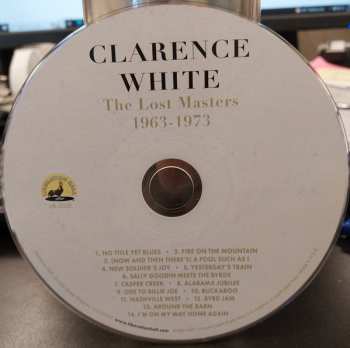 CLARENCE
WHITE
The Lost Masters
1963-1973
1. NO TITLE YET BLUES • 2. FIRE ON THE MOUNTAIN
3. (NOW AND THEN THERE'S) A FOOL SUCH AS I
4. NEW SOLDIER'S JOY • 5. YESTERDAY'S TRAIN
6. SALLY GOODIN MEETS THE BYRDS
7. CASPER CREEK • 8. ALABAMA JUBILEE
9. ODE TO BILLIE JOE • 10. BUCKAROO
11. NASHVILLE WEST • 12. BYRD JAM
13. AROUND THE BARN
14. I'M ON MY WAY HOME AGAIN